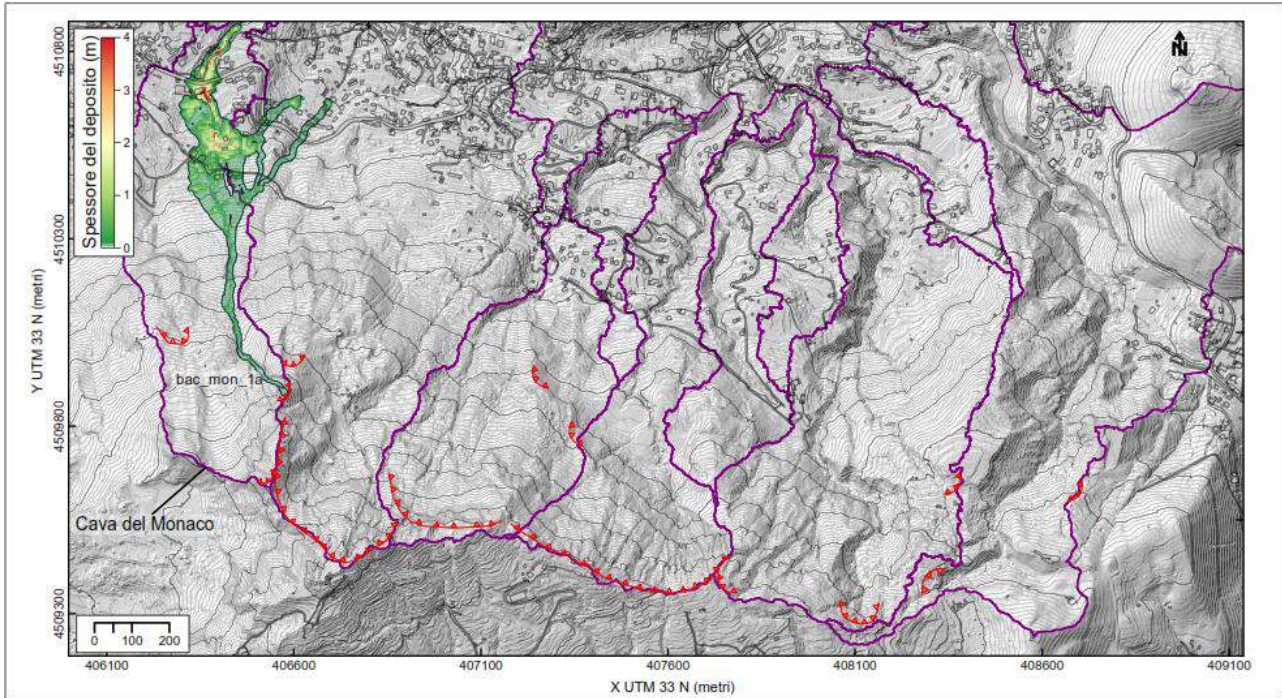 Spessore del deposito (m)
4
3
2
1
0
N
4510800
4510300
4509800
4509300
Y UTM 33 N (metri)
bac_mon_1a
Cava del Monaco
0 100 200
406100 406600 407100 407600 408100 408600 409100
X UTM 33 N (metri)